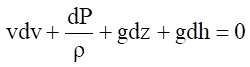 vdv + dP/ρ + gdz + gdh = 0